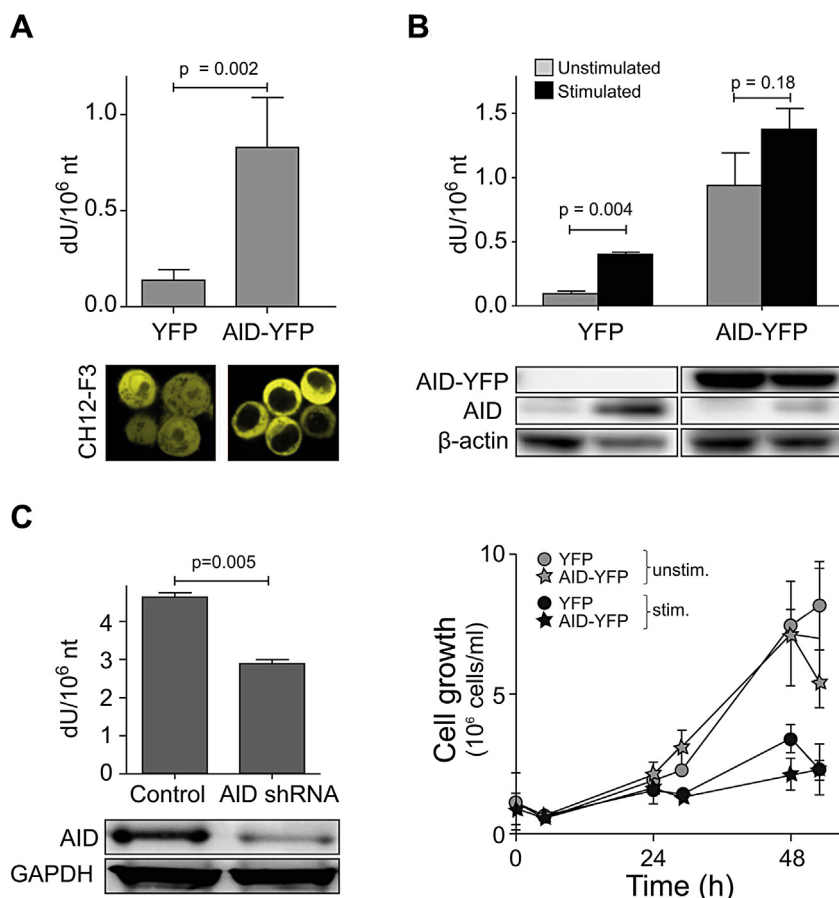 A
p = 0.002
1.0
0.5
0.0
dU/10⁶ nt
YFP AID-YFP
CH12-F3
B
Unstimulated
Stimulated
p = 0.18
1.5
1.0
0.5
0.0
dU/10⁶ nt
p = 0.004
YFP AID-YFP
AID-YFP
AID
β-actin
C
p=0.005
4
3
2
4
0
dU/10⁶ nt
Control AID shRNA
AID
GAPDH
10
5
0
Cell growth
(10⁶ cells/ml)
YFP
AID-YFP
unstim.
YFP
AID-YFP
stim.
0 24 48
Time (h)